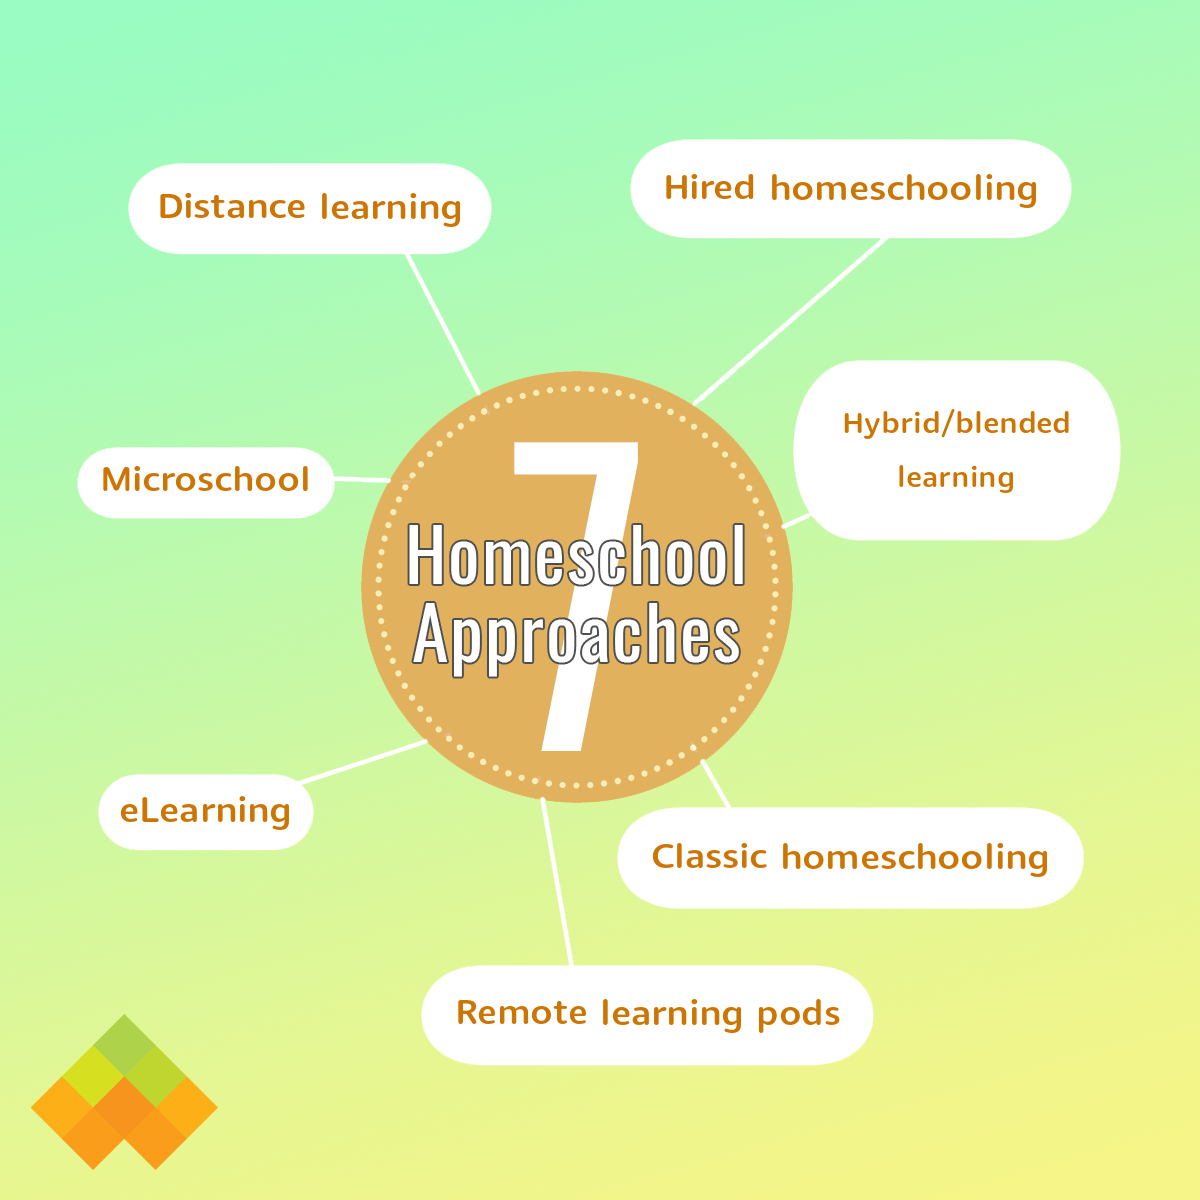 Distance learning
Hired homeschooling
Hybrid/blended
learning
Microschool
7
Homeschool
Approaches
eLearning
Classic homeschooling
Remote learning pods